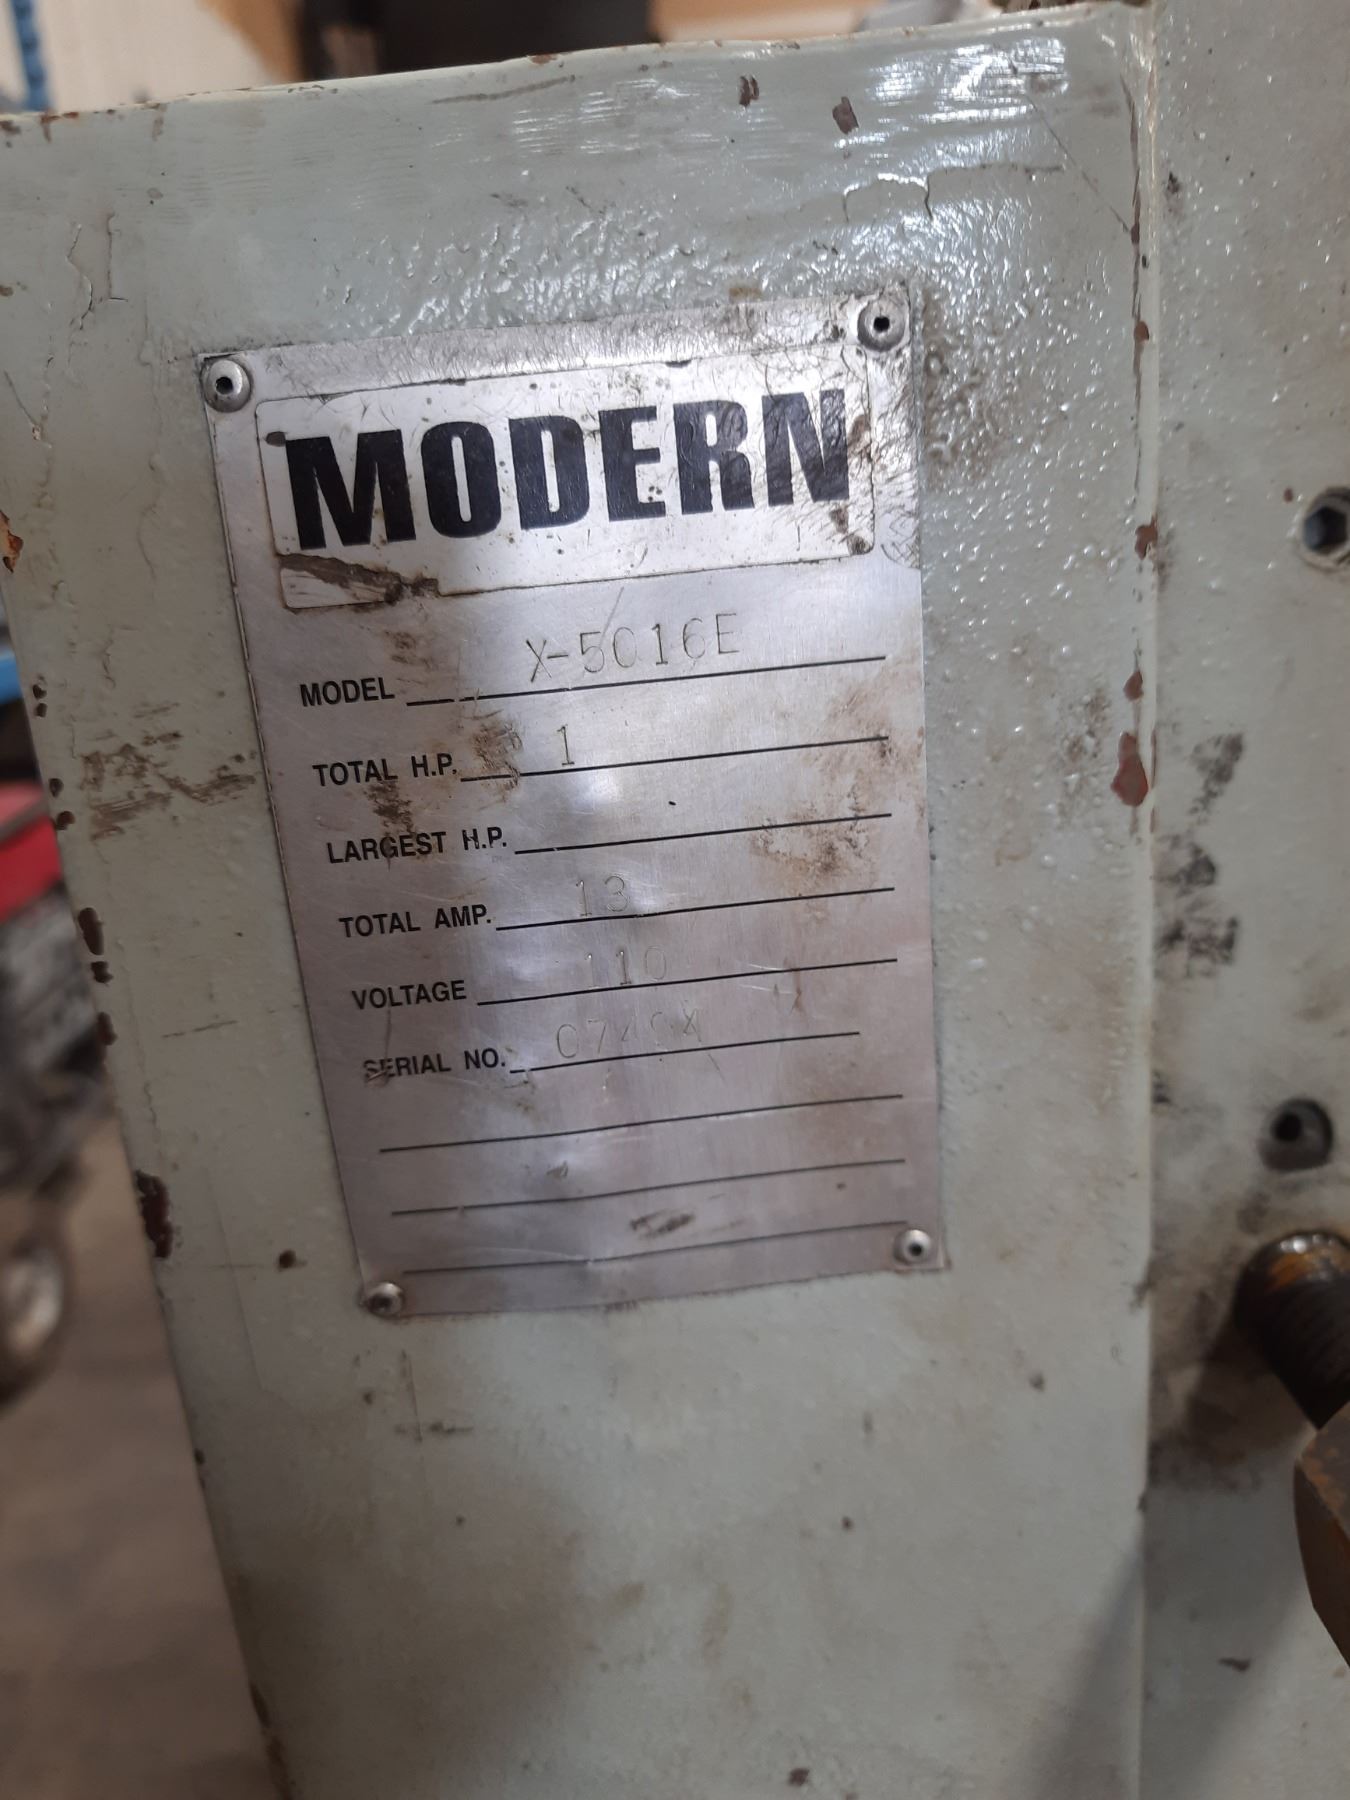 MODERN
MODEL X-5016E
TOTAL H.P. 1
LARGEST H.P.
TOTAL AMP. 13
VOLTAGE 110
SERIAL NO.